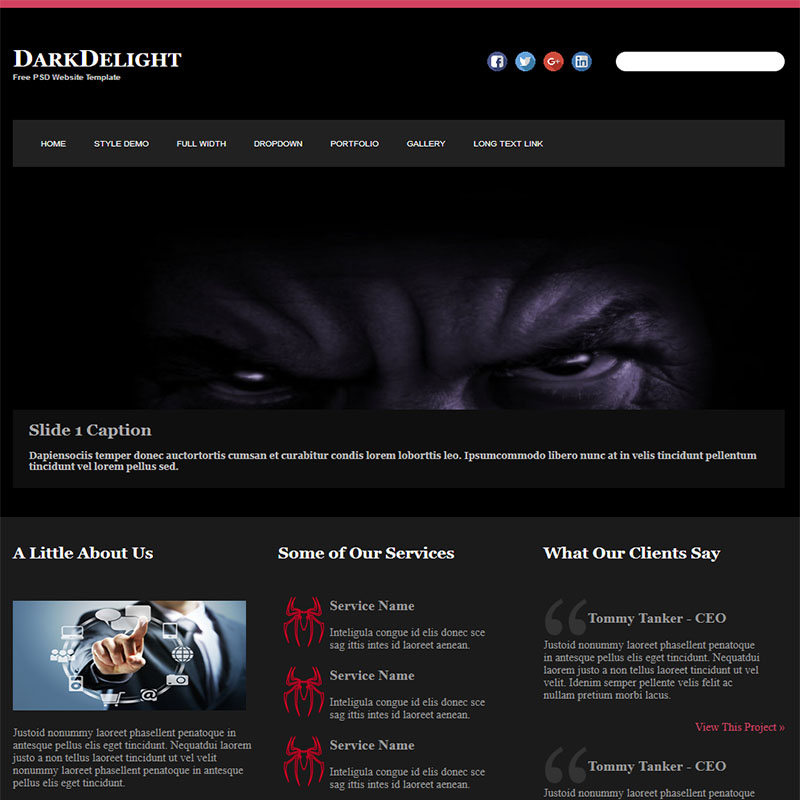 DARKDELIGHT
Free PSD Website Template
HOME STYLE DEMO FULL WIDTH DROPDOWN PORTFOLIO GALLERY LONG TEXT LINK
Slide 1 Caption
Dapiensociis temper donec auctortortis cumsan et curabitur condis lorem loborttis leo. Ipsumcommodo libero nunc at in velis tincidunt pellentum
tincidunt vel lorem pellus sed.
A Little About Us
Justoid nonummy laoreet phasellent penatoque in
antesque pellus elis eget tincidunt. Nequatdui laorem
justo a non tellus laoreet tincidunt ut vel velit
nonummy laoreet phasellent penatoque in antesque
pellus elis eget tincidunt.
Some of Our Services
Service Name
Inteligula congue id elis donec sce
sag ittis intes id laoreet aenean.
Service Name
Inteligula congue id elis donec sce
sag ittis intes id laoreet aenean.
Service Name
Inteligula congue id elis donec sce
sag ittis intes id laoreet aenean.
What Our Clients Say
Tommy Tanker - CEO
Justoid nonummy laoreet phasellent penatoque
in antesque pellus elis eget tincidunt. Nequatdui
laorem justo a non tellus laoreet tincidunt ut vel
velit. Idenim semper pellente velis felit ac
nullam pretium morbi lacus.
View This Project »
Tommy Tanker - CEO
Justoid nonummy laoreet phasellent penatoque